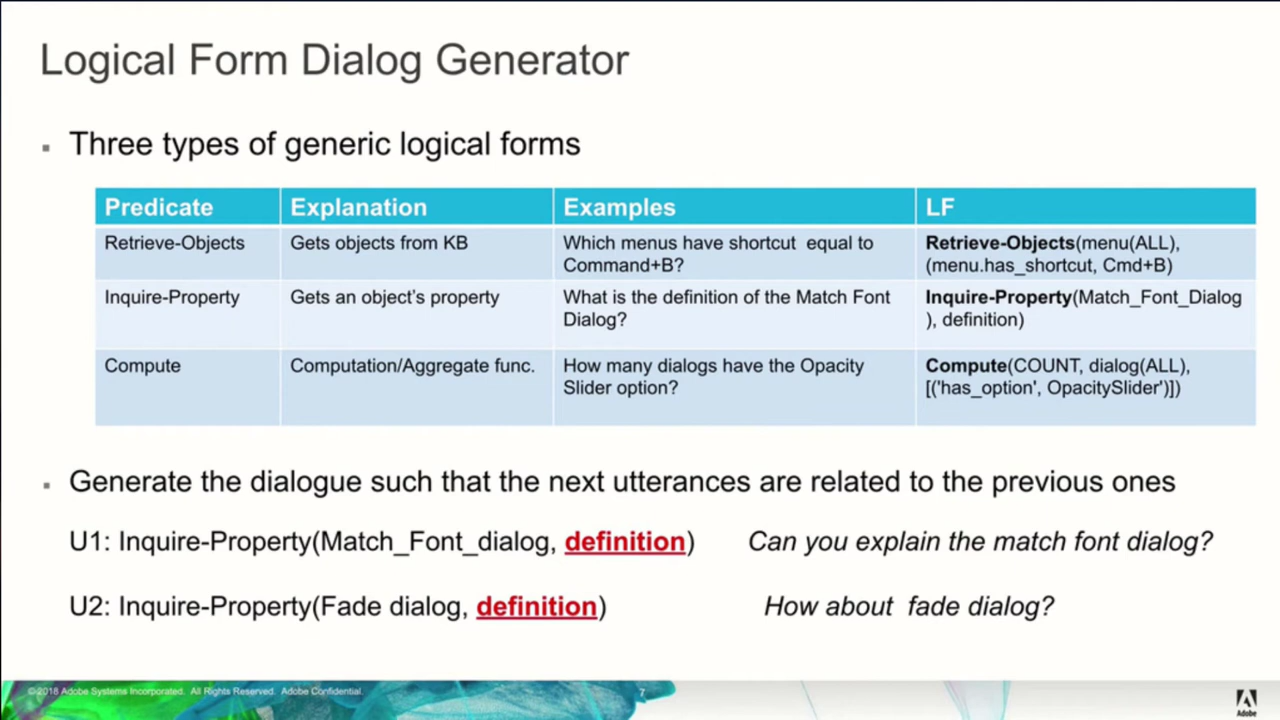 Logical Form Dialog Generator
Three types of generic logical forms
Predicate Explanation Examples LF
Retrieve-Objects Gets objects from KB Which menus have shortcut equal to Command+B? Retrieve-Objects(menu(ALL), (menu.has_shortcut, Cmd+B)
Inquire-Property Gets an object's property What is the definition of the Match Font Dialog? Inquire-Property(Match_Font_Dialog ), definition)
Compute Computation/Aggregate func. How many dialogs have the Opacity Slider option? Compute(COUNT, dialog(ALL), [('has_option', OpacitySlider')])
Generate the dialogue such that the next utterances are related to the previous ones
U1: Inquire-Property(Match_Font_dialog, definition) Can you explain the match font dialog?
U2: Inquire-Property(Fade dialog, definition) How about fade dialog?
©2018 Adobe Systems Incorporated. All Rights Reserved. Adobe Confidential.
7
Adobe